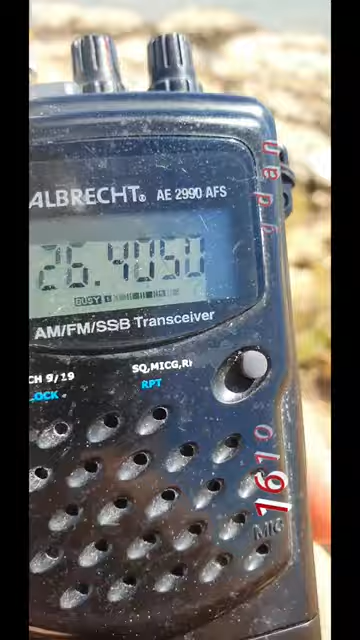 ALBRECHT® AE 2990 AFS
26.4050
BUSY
AM/FM/SSB Transceiver
CH 9/19 SQ,MICG,R
LOCK RPT
1610
MIC